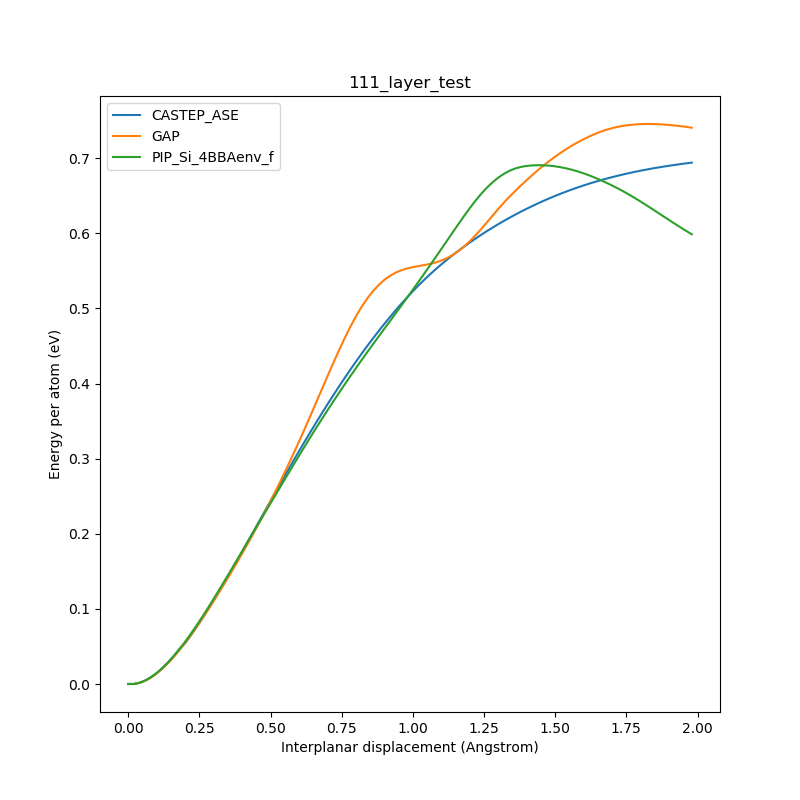 111_layer_test
CASTEP_ASE
GAP
PIP_Si_4BBAenv_f
Energy per atom (eV)
0.7
0.6
0.5
0.4
0.3
0.2
0.1
0.0
0.00 0.25 0.50 0.75 1.00 1.25 1.50 1.75 2.00
Interplanar displacement (Angstrom)